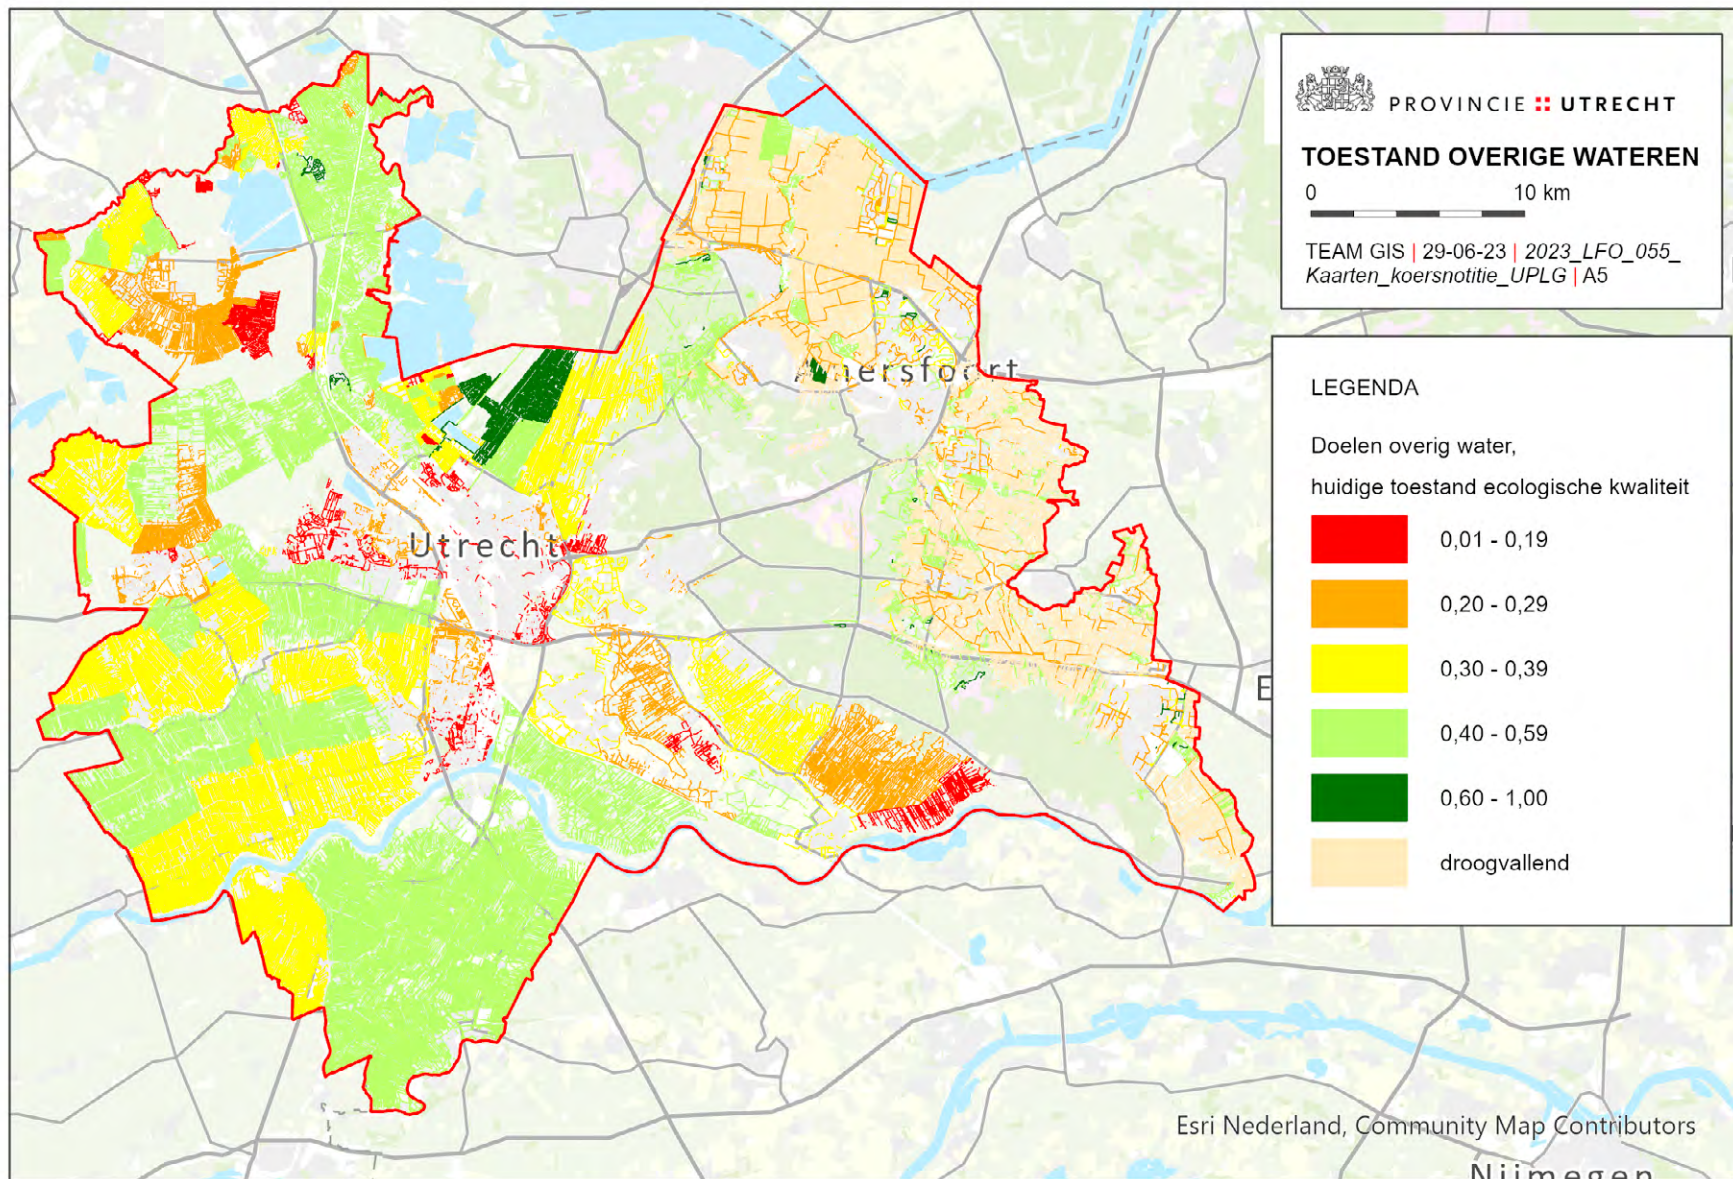 PROVINCIE :: UTRECHT
TOESTAND OVERIGE WATEREN
0 10 km
TEAM GIS | 29-06-23 | 2023_LFO_055_
Kaarten_koersnotitie_UPLG | A5
LEGENDA
Doelen overig water,
huidige toestand ecologische kwaliteit
0,01 - 0,19
0,20 - 0,29
0,30 - 0,39
0,40 - 0,59
0,60 - 1,00
droogvallend
Amersfoort
Utrecht
E
Esri Nederland, Community Map Contributors
Nijmegen